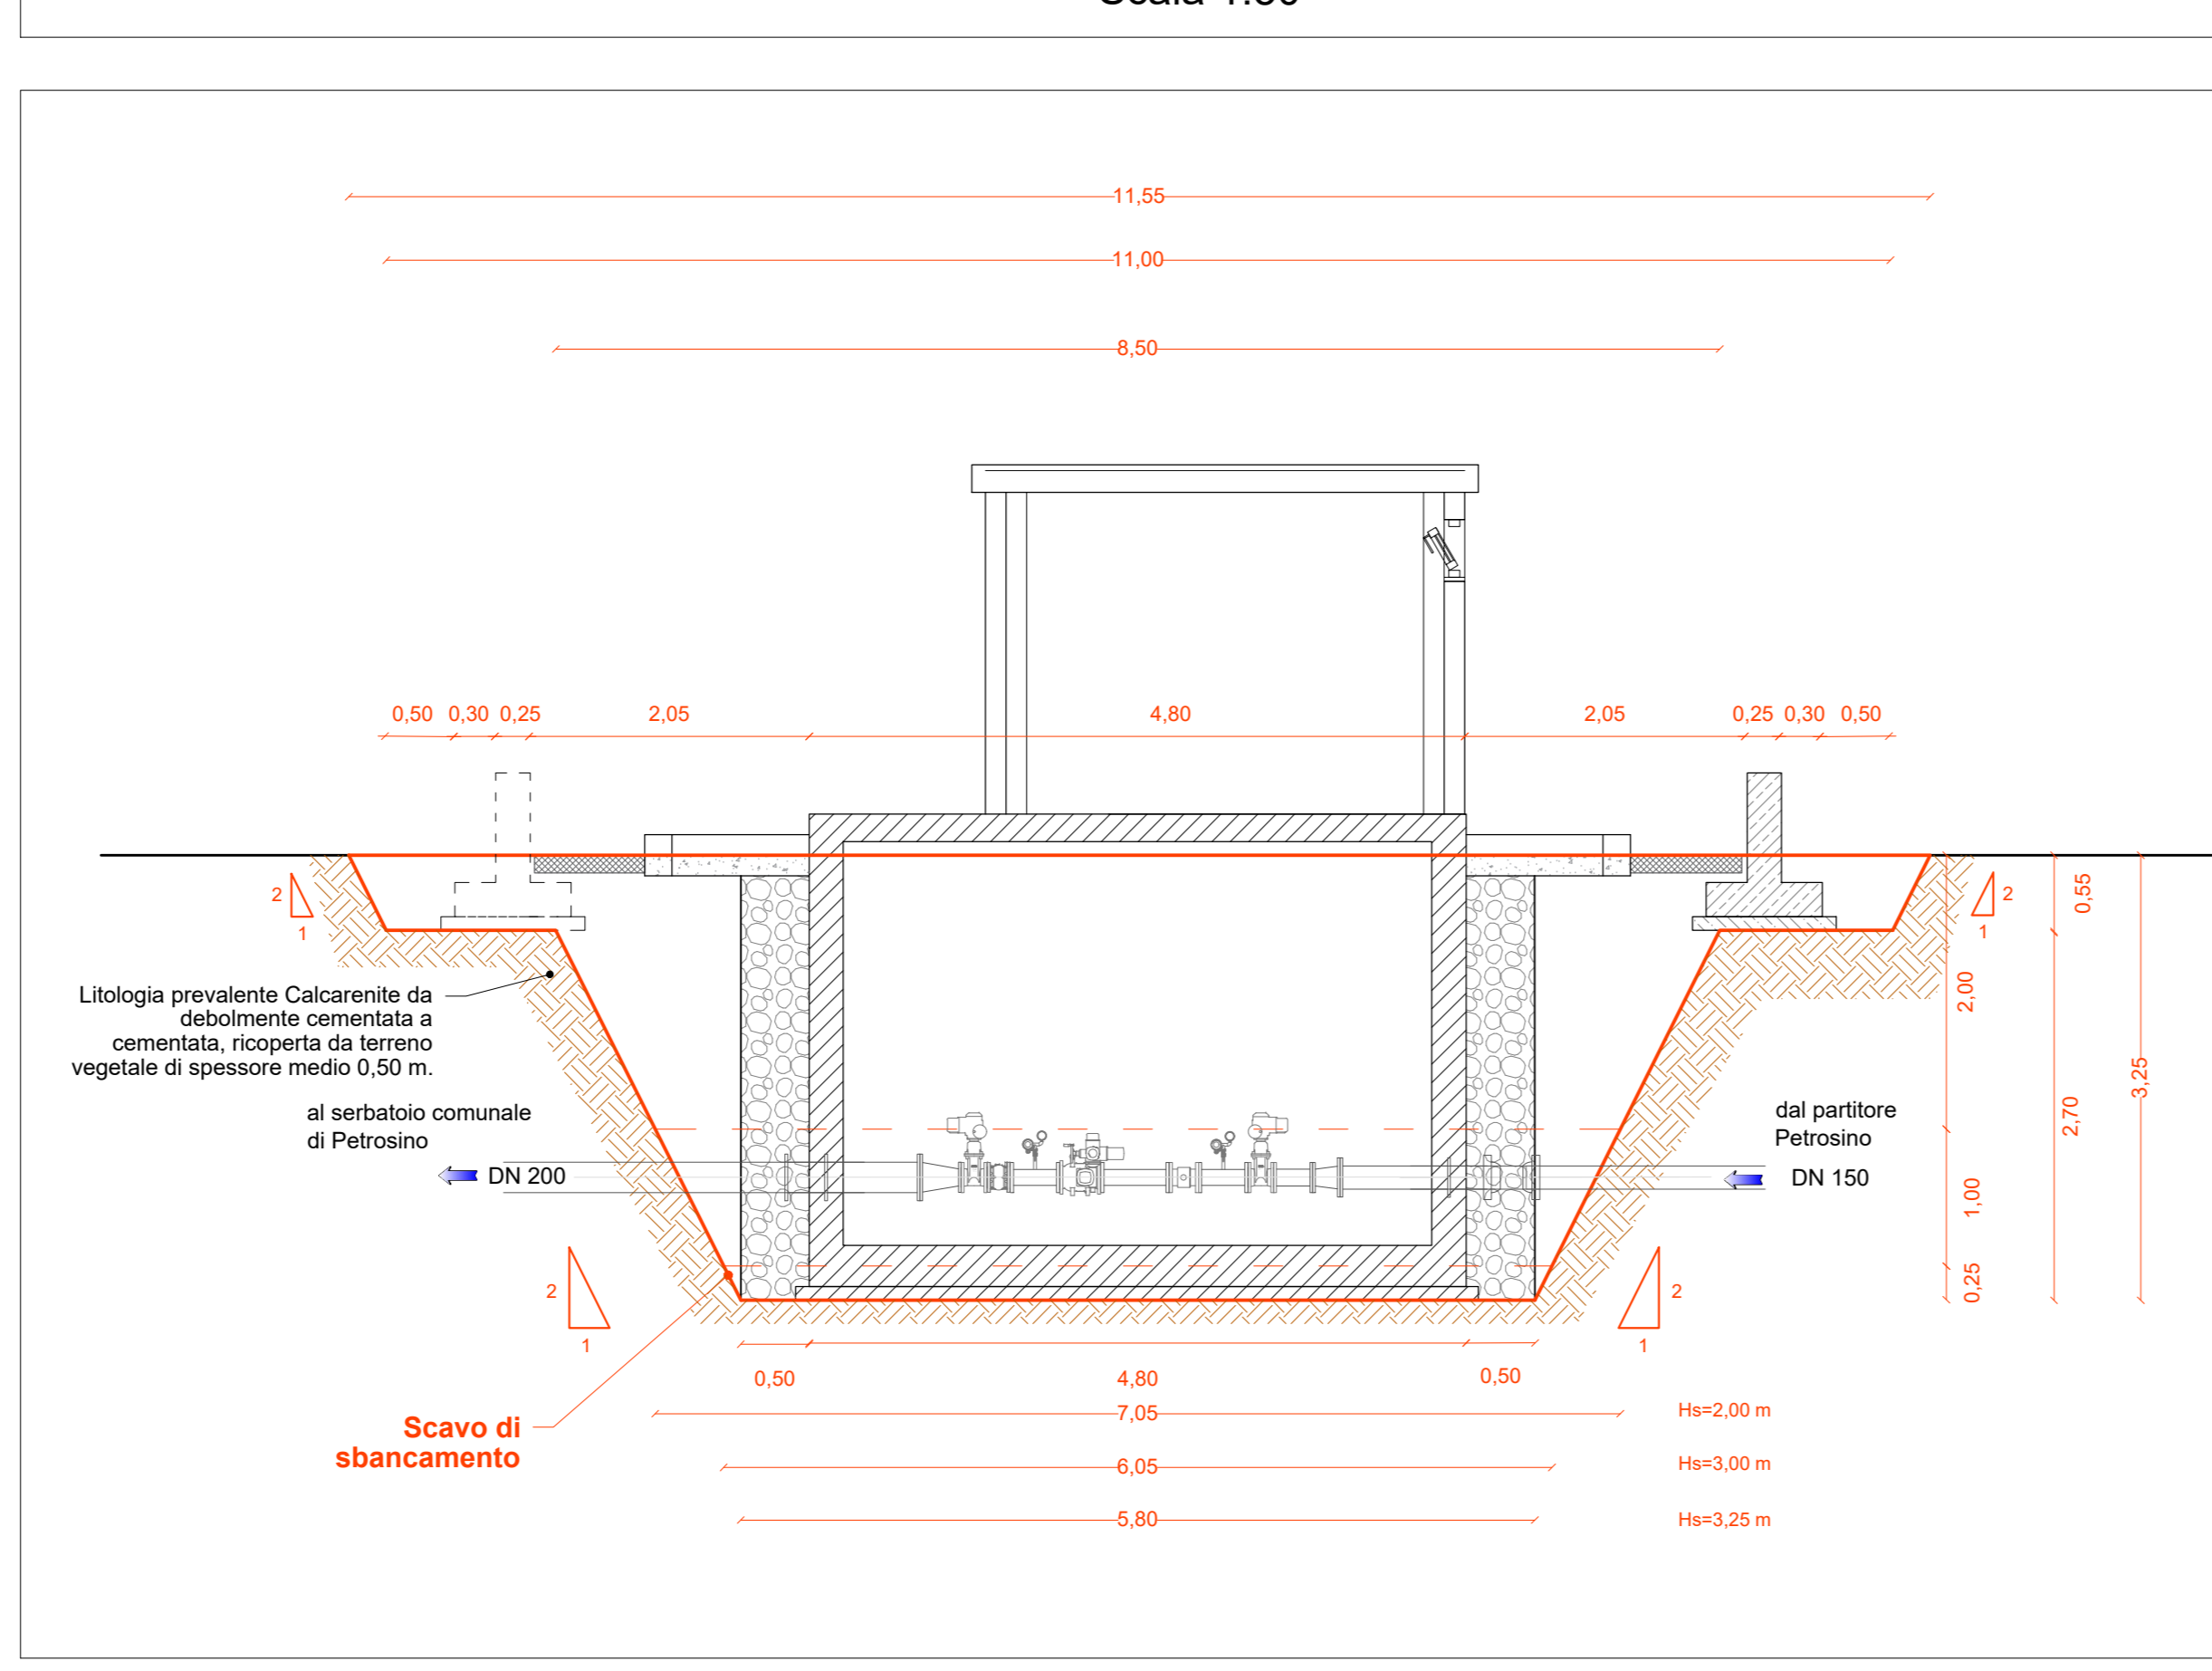 Scala 1:50
11,55
11,00
8,50
0,50 0,30 0,25 2,05 4,80 2,05 0,25 0,30 0,50
2
1
2
1
0,55
2,00
3,25
2,70
1,00
0,25
Litologia prevalente Calcarenite da
debolmente cementata a
cementata, ricoperta da terreno
vegetale di spessore medio 0,50 m.
al serbatoio comunale
di Petrosino
DN 200
dal partitore
Petrosino
DN 150
2
1
2
1
0,50 4,80 0,50
Scavo di
sbancamento
7,05 Hs=2,00 m
6,05 Hs=3,00 m
5,80 Hs=3,25 m